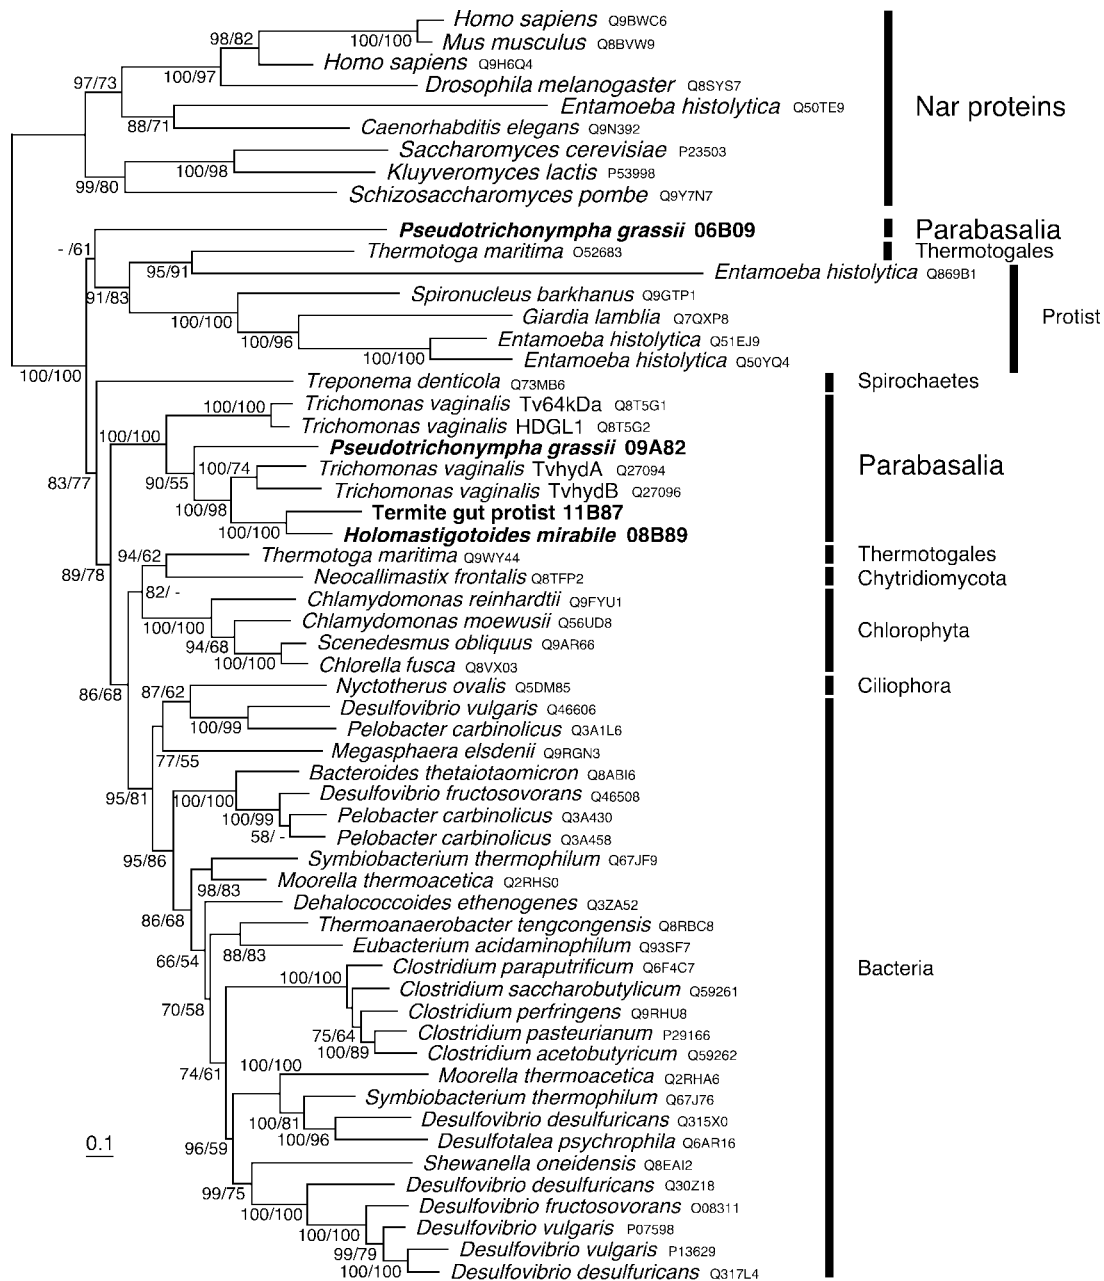 Homo sapiens Q9BWC6
98/82
100/100 Mus musculus Q8BVW9
Homo sapiens Q9H6Q4
97/73 100/97
Drosophila melanogaster Q8SYS7
Entamoeba histolytica Q50TE9
Nar proteins
88/71 Caenorhabditis elegans Q9N392
Saccharomyces cerevisiae P23503
100/98 Kluyveromyces lactis P53998
99/80
Schizosaccharomyces pombe Q9Y7N7
Pseudotrichonympha grassii 06B09 Parabasalia
- /61
Thermotoga maritima O52683 Thermotogales
95/91
Entamoeba histolytica Q869B1
91/83
Spironucleus barkhanus Q9GTP1
100/100
Giardia lamblia Q7QXP8 Protist
100/96
Entamoeba histolytica Q51EJ9
100/100
Entamoeba histolytica Q50YQ4
100/100
Treponema denticola Q73MB6 Spirochaetes
100/100 Trichomonas vaginalis Tv64kDa Q8T5G1
Trichomonas vaginalis HDGL1 Q8T5G2
100/100
Pseudotrichonympha grassii 09A82
100/74 Trichomonas vaginalis TvhydA Q27094 Parabasalia
83/77 90/55
Trichomonas vaginalis TvhydB Q27096
100/98
Termite gut protist 11B87
100/100
Holomastigotoides mirabile 08B89
94/62 Thermotoga maritima Q9WY44 Thermotogales
89/78
Neocallimastix frontalis Q8TFP2 Chytridiomycota
82/ -
Chlamydomonas reinhardtii Q9FYU1
100/100
Chlamydomonas moewusii Q56UD8 Chlorophyta
94/68
Scenedesmus obliquus Q9AR66
100/100
Chlorella fusca Q8VX03
86/68 87/62
Nyctotherus ovalis Q5DM85 Ciliophora
Desulfovibrio vulgaris Q46606
100/99
Pelobacter carbinolicus Q3A1L6
77/55
Megasphaera elsdenii Q9RGN3
Bacteroides thetaiotaomicron Q8ABI6
95/81 100/100
Desulfovibrio fructosovorans Q46508
100/99
Pelobacter carbinolicus Q3A430
58/ -
Pelobacter carbinolicus Q3A458
95/86
Symbiobacterium thermophilum Q67JF9
98/83
Moorella thermoacetica Q2RHS0
86/68
Dehalococcoides ethenogenes Q3ZA52
Thermoanaerobacter tengcongensis Q8RBC8
66/54 88/83
Eubacterium acidaminophilum Q93SF7
Clostridium paraputrificum Q6F4C7 Bacteria
100/100
Clostridium saccharobutylicum Q59261
70/58
Clostridium perfringens Q9RHU8
75/64 Clostridium pasteurianum P29166
100/89 Clostridium acetobutyricum Q59262
74/61 100/100
Moorella thermoacetica Q2RHA6
Symbiobacterium thermophilum Q67J76
100/81 Desulfovibrio desulfuricans Q315X0
100/96
0.1 Desulfotalea psychrophila Q6AR16
96/59
Shewanella oneidensis Q8EAI2
99/75
Desulfovibrio desulfuricans Q30Z18
100/100 Desulfovibrio fructosovorans O08311
100/100 Desulfovibrio vulgaris P07598
99/79 Desulfovibrio vulgaris P13629
100/100 Desulfovibrio desulfuricans Q317L4